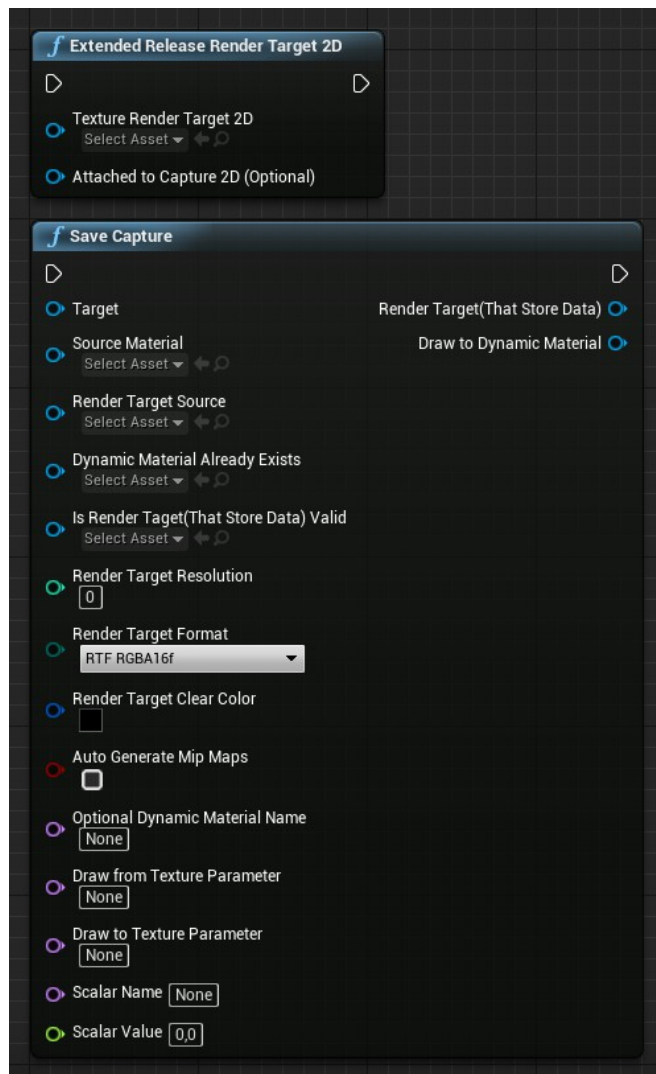 f Extended Release Render Target 2D
Texture Render Target 2D
Select Asset
Attached to Capture 2D (Optional)
f Save Capture
Target
Render Target(That Store Data)
Source Material
Select Asset
Draw to Dynamic Material
Render Target Source
Select Asset
Dynamic Material Already Exists
Select Asset
Is Render Taget(That Store Data) Valid
Select Asset
Render Target Resolution
0
Render Target Format
RTF RGBA16f
Render Target Clear Color
Auto Generate Mip Maps
Optional Dynamic Material Name
None
Draw from Texture Parameter
None
Draw to Texture Parameter
None
Scalar Name None
Scalar Value 0,0